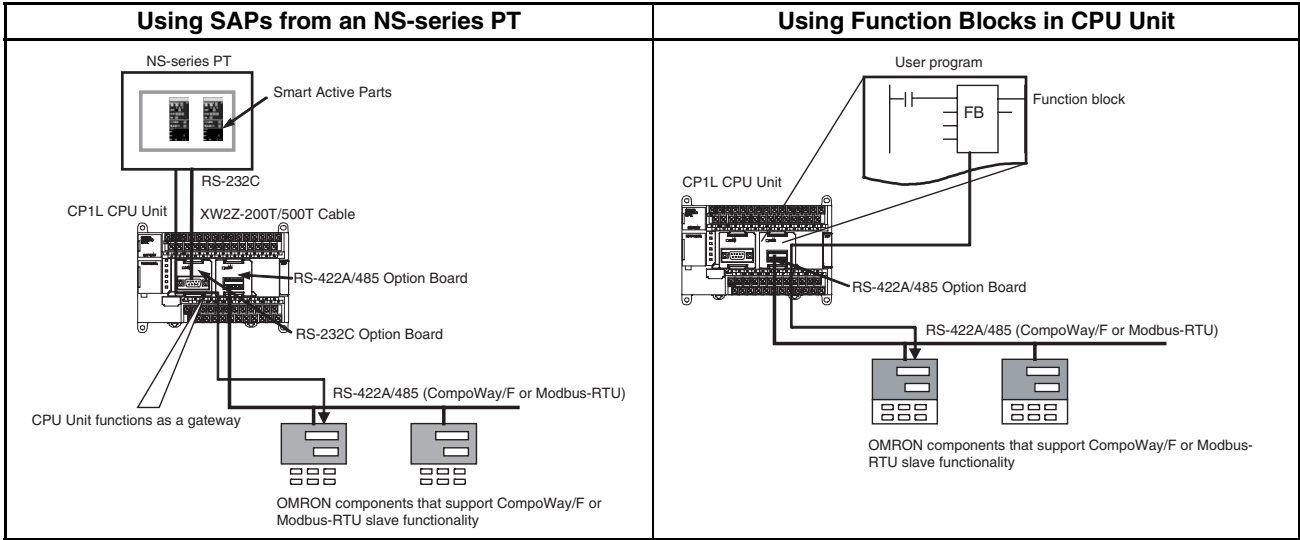 Using SAPs from an NS-series PT
NS-series PT
Smart Active Parts
RS-232C
CP1L CPU Unit
XW2Z-200T/500T Cable
RS-422A/485 Option Board
RS-232C Option Board
RS-422A/485 (CompoWay/F or Modbus-RTU)
CPU Unit functions as a gateway
OMRON components that support CompoWay/F or
Modbus-RTU slave functionality
Using Function Blocks in CPU Unit
User program
Function block
FB
CP1L CPU Unit
RS-422A/485 Option Board
RS-422A/485 (CompoWay/F or Modbus-RTU)
OMRON components that support CompoWay/F or Modbus-
RTU slave functionality